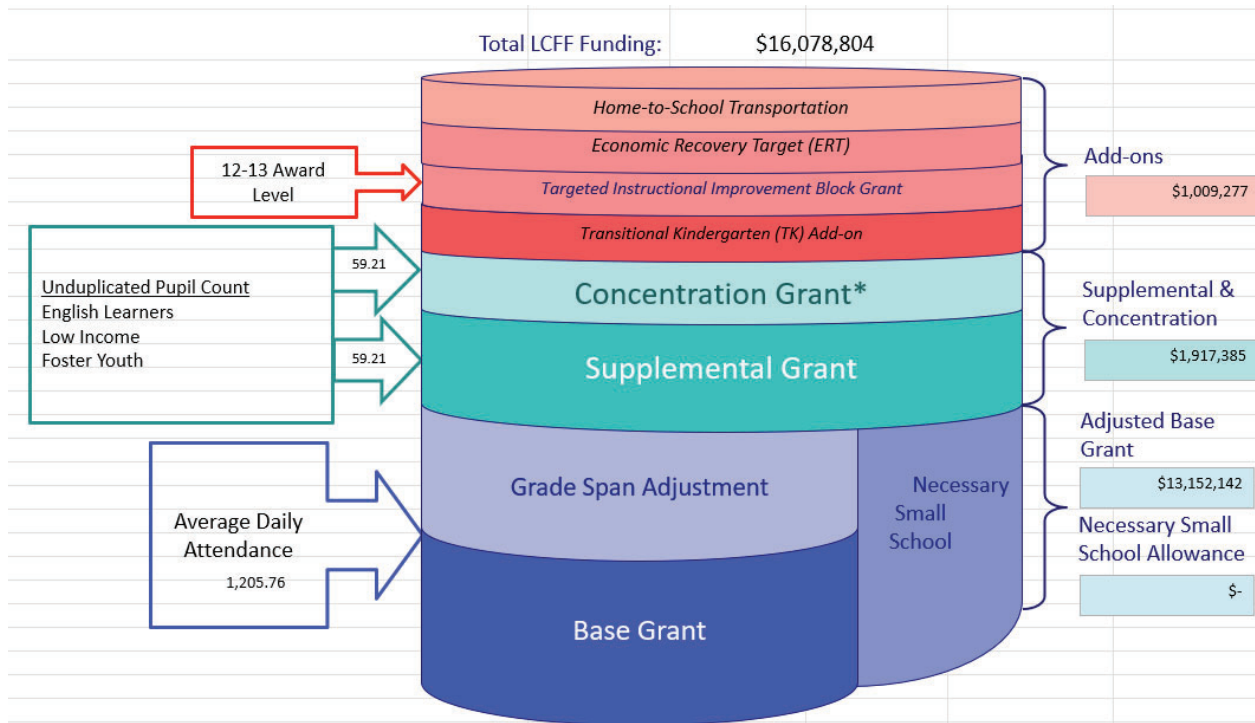 Total LCFF Funding: $16,078,804
Home-to-School Transportation
Economic Recovery Target (ERT)
12-13 Award
Level
Targeted Instructional Improvement Block Grant
Transitional Kindergarten (TK) Add-on
Add-ons
$1,009,277
59.21
Unduplicated Pupil Count
English Learners
Low Income
Foster Youth
59.21
Concentration Grant*
Supplemental Grant
Supplemental &
Concentration
$1,917,385
Adjusted Base
Grant
$13,152,142
Grade Span Adjustment
Necessary
Small
School
Necessary Small
School Allowance
$-
Average Daily
Attendance
1,205.76
Base Grant